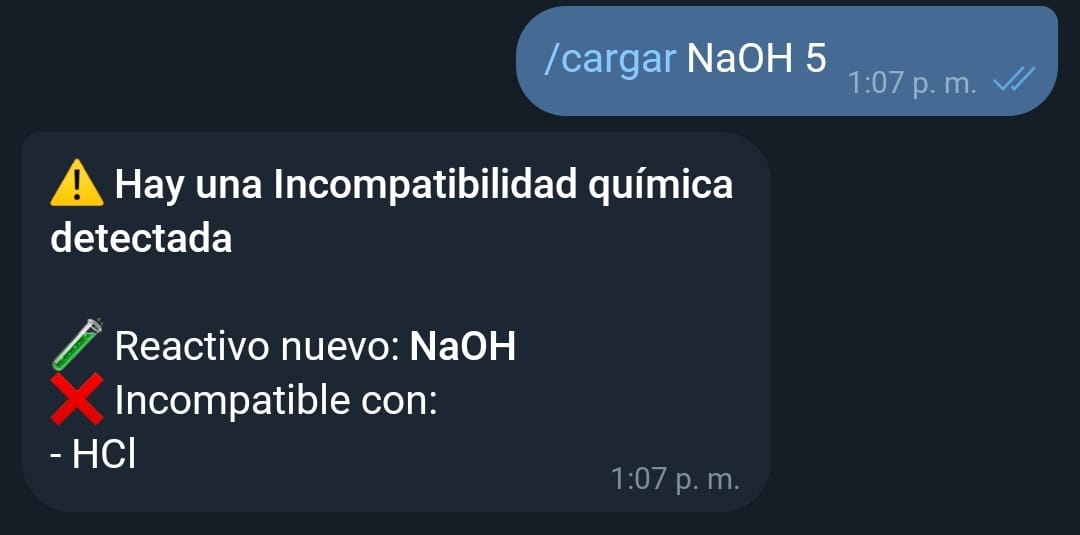 /cargar NaOH 5
1:07 p. m.
⚠️ Hay una Incompatibilidad química
detectada
🧪 Reactivo nuevo: NaOH
❌ Incompatible con:
- HCl
1:07 p. m.